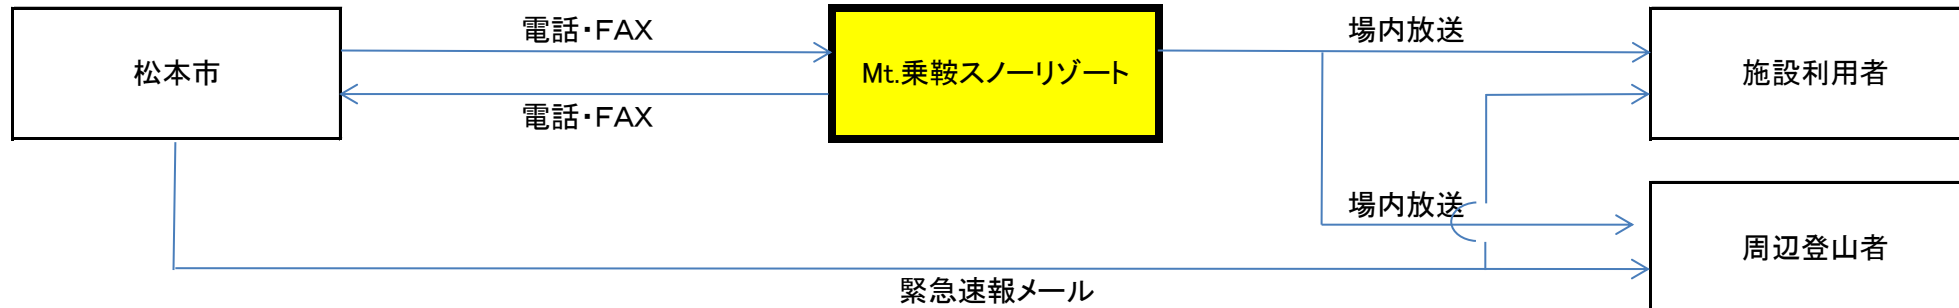 電話・FAX
場内放送
松本市
Mt.乗鞍スノーリゾート
施設利用者
電話・FAX
場内放送
周辺登山者
緊急速報メール